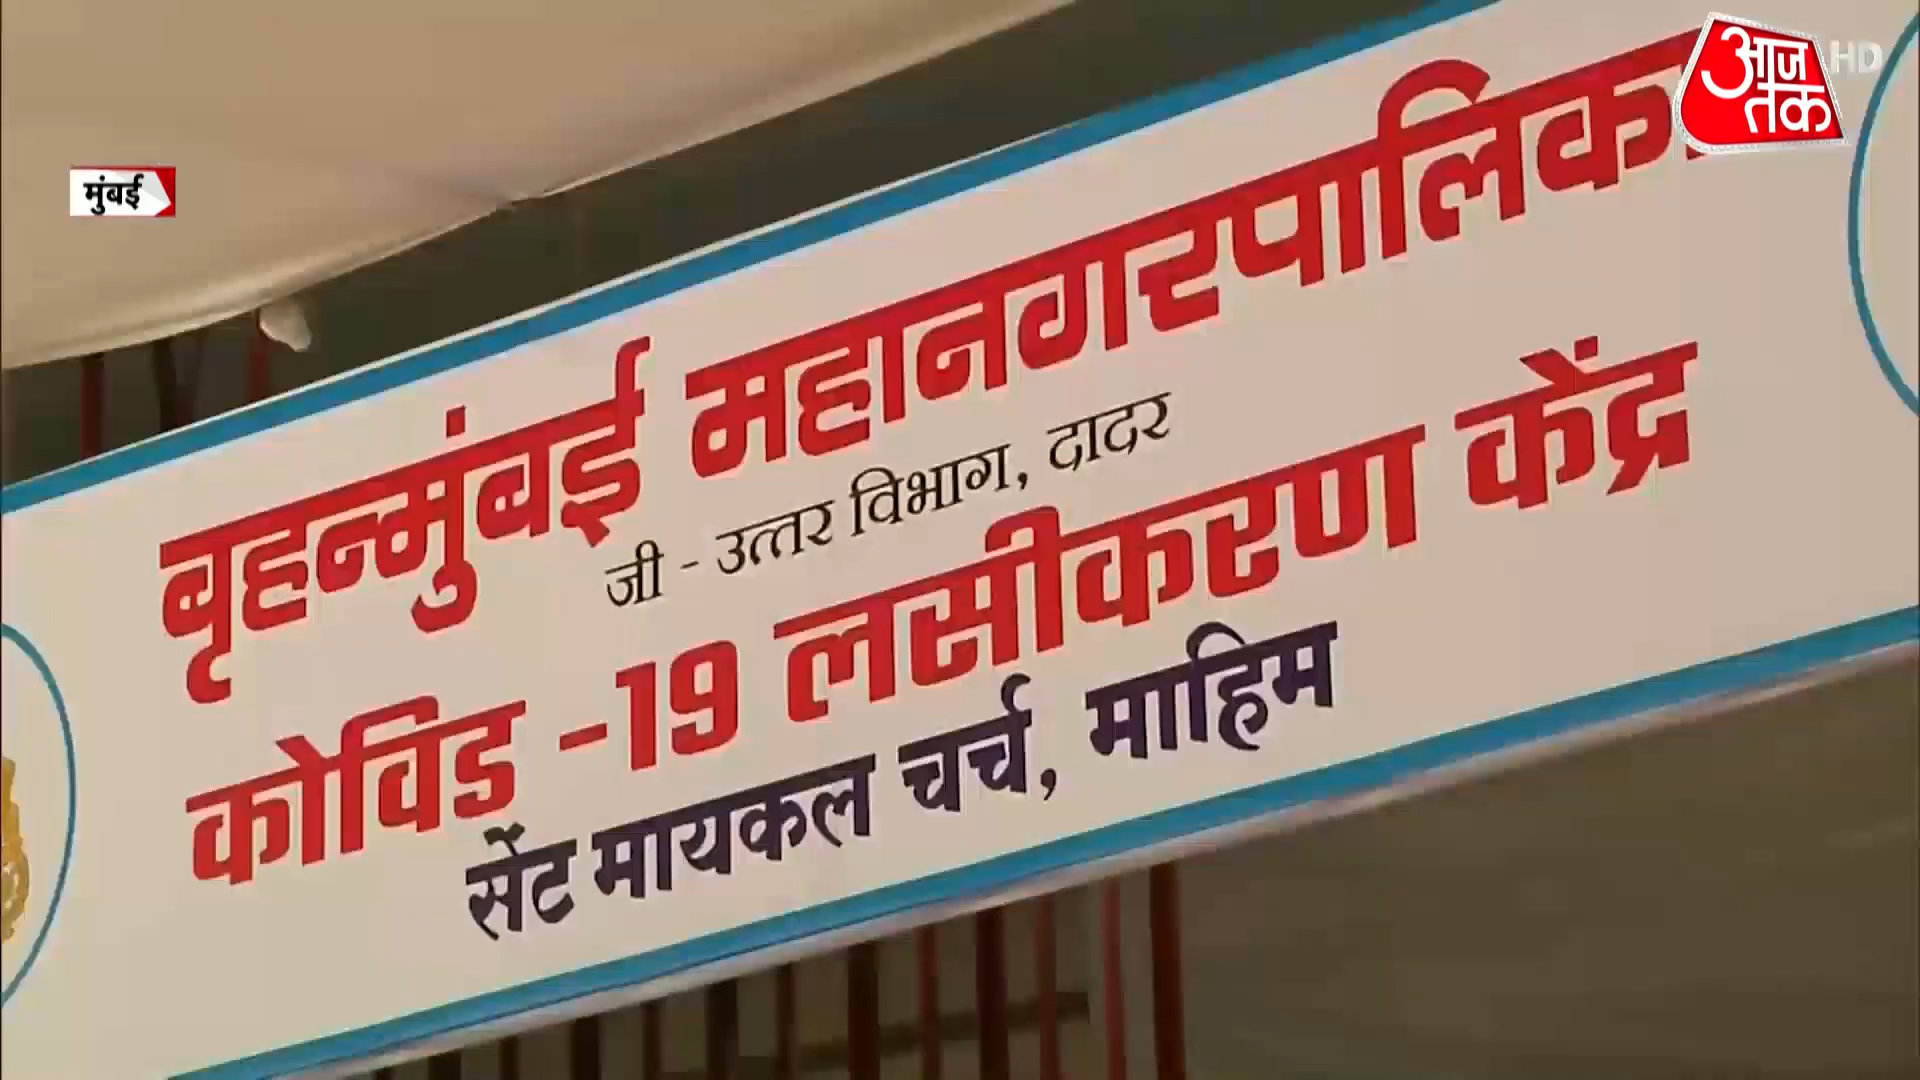 आज
तक
HD
मुंबई
बृहन्मुंबई महानगरपालिका
जी - उत्तर विभाग, दादर
कोविड -19 लसीकरण केंद्र
सेंट मायकल चर्च, माहिम